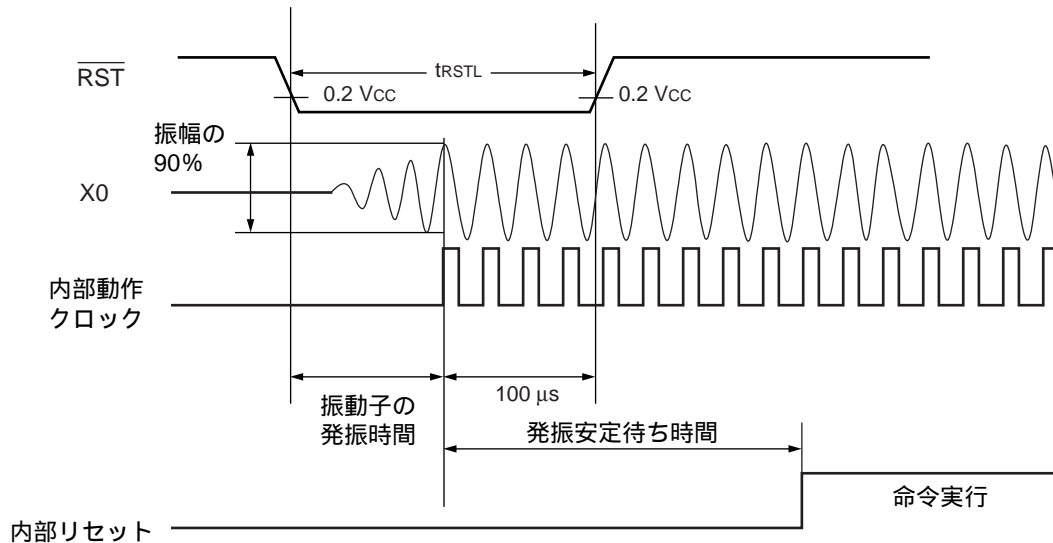 RST
tRSTL
0.2 VCC
0.2 VCC
振幅の
90%
X0
内部動作
クロック
振動子の
発振時間
100 μs
発振安定待ち時間
命令実行
内部リセット